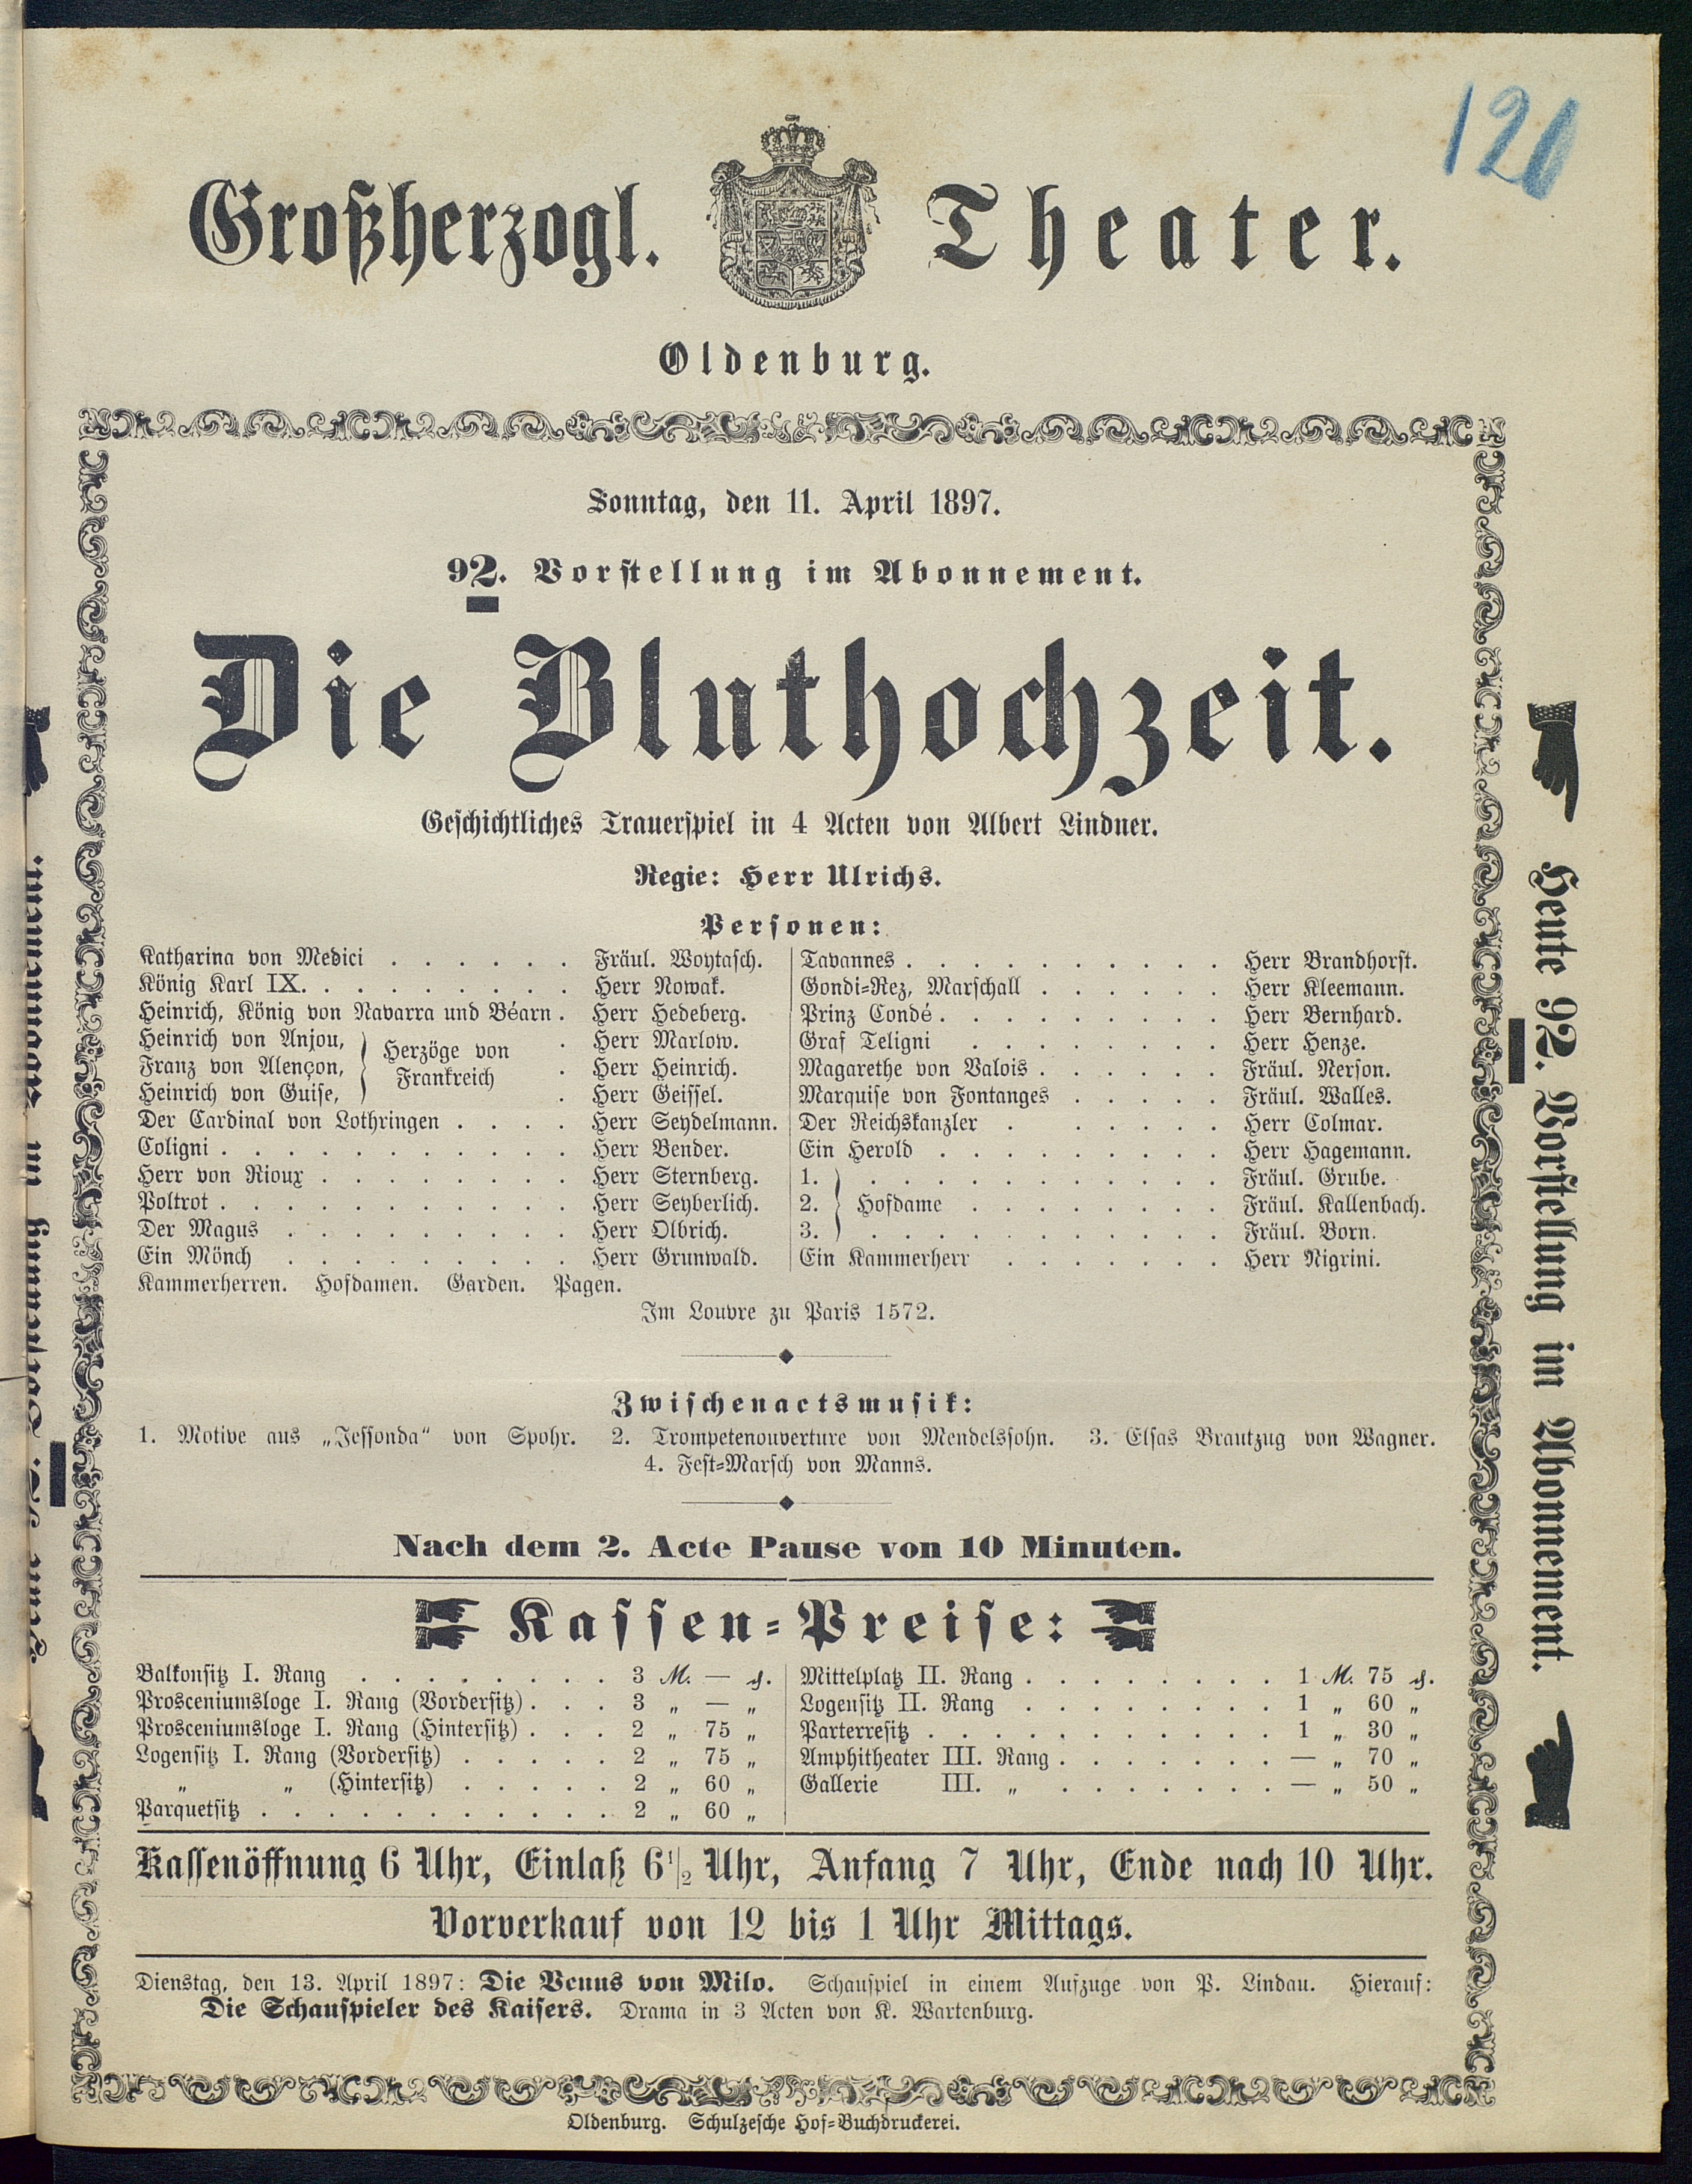 120
Großherzogl. Theater.
Oldenburg.
Sonntag, den 11. April 1897.
92. Vorstellung im Abonnement.
Die Bluthochzeit.
Geschichtliches Trauerspiel in 4 Acten von Albert Lindner.
Regie: Herr Ulrichs.
Personen:
Katharina von Medici . . . . . . Fräul. Woytasch.
König Karl IX. . . . . . . . . Herr Nowak.
Heinrich, König von Navarra und Béarn . Herr Hedeberg.
Heinrich von Anjou, } Herzöge von Frankreich . Herr Marlow.
Franz von Alençon, . Herr Heinrich.
Heinrich von Guise, . Herr Geissel.
Der Cardinal von Lothringen . . . . Herr Seydelmann.
Coligni . . . . . . . . . . . Herr Bender.
Herr von Rioux . . . . . . . . Herr Sternberg.
Poltrot . . . . . . . . . . . Herr Seyberlich.
Der Magus . . . . . . . . . Herr Olbrich.
Ein Mönch . . . . . . . . . Herr Grunwald.
Kammerherren. Hofdamen. Garden. Pagen.
Tavannes . . . . . . . . . . Herr Brandhorst.
Gondi-Rez, Marschall . . . . . . Herr Kleemann.
Prinz Condé . . . . . . . . . Herr Bernhard.
Graf Teligni . . . . . . . . Herr Henze.
Magarethe von Valois . . . . . . Fräul. Nerson.
Marquise von Fontanges . . . . . Fräul. Walles.
Der Reichskanzler . . . . . . Herr Colmar.
Ein Herold . . . . . . . . . Herr Hagemann.
1. } . . . . . . . . . . . Fräul. Grube.
2. } Hofdame . . . . . . . . Fräul. Kallenbach.
3. } . . . . . . . . . . . Fräul. Born.
Ein Kammerherr . . . . . . . Herr Nigrini.
Im Louvre zu Paris 1572.
Zwischenactsmusik:
1. Motive aus „Jessonda“ von Spohr. 2. Trompetenouverture von Mendelssohn. 3. Elsas Brautzug von Wagner.
4. Fest-Marsch von Manns.
Nach dem 2. Acte Pause von 10 Minuten.
Kassen-Preise:
Balkonsitz I. Rang . . . . . . . . 3 M. — ₰.
Prosceniumsloge I. Rang (Vordersitz) . . . 3 „ — „
Prosceniumsloge I. Rang (Hintersitz) . . . 2 „ 75 „
Logensitz I. Rang (Vordersitz) . . . . . 2 „ 75 „
„ „ (Hintersitz) . . . . . 2 „ 60 „
Parquetsitz . . . . . . . . . . . . 2 „ 60 „
Mittelplatz II. Rang . . . . . . . . 1 M. 75 ₰.
Logensitz II. Rang . . . . . . . . 1 „ 60 „
Parterresitz . . . . . . . . . . . 1 „ 30 „
Amphitheater III. Rang . . . . . . . — „ 70 „
Gallerie III. „ . . . . . . . — „ 50 „
Kassenöffnung 6 Uhr, Einlaß 6½ Uhr, Anfang 7 Uhr, Ende nach 10 Uhr.
Vorverkauf von 12 bis 1 Uhr Mittags.
Dienstag, den 13. April 1897: Die Venus von Milo. Schauspiel in einem Aufzuge von P. Lindau. Hierauf:
Die Schauspieler des Kaisers. Drama in 3 Acten von K. Wartenburg.
Oldenburg. Schulzesche Hof-Buchdruckerei.
Heute 92. Vorstellung im Abonnement.